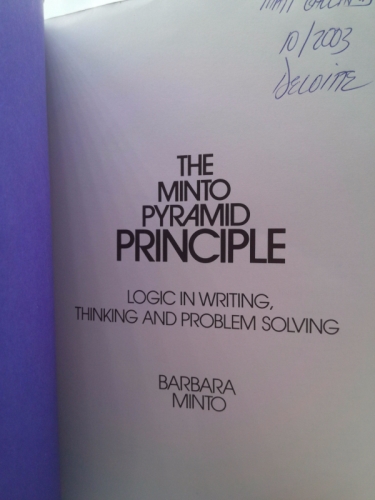 10/2003
DELOITTE
THE
MINTO
PYRAMID
PRINCIPLE
LOGIC IN WRITING,
THINKING AND PROBLEM SOLVING
BARBARA
MINTO